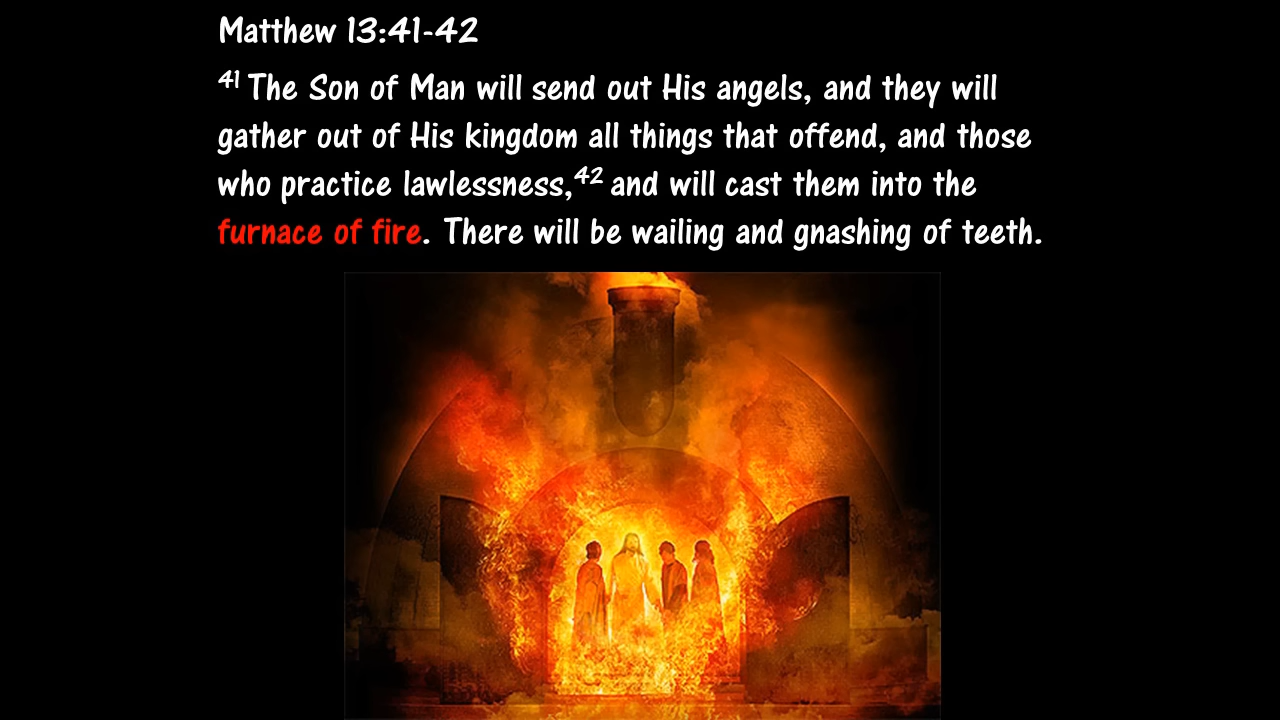 Matthew 13:41-42
41 The Son of Man will send out His angels, and they will
gather out of His kingdom all things that offend, and those
who practice lawlessness,42 and will cast them into the
furnace of fire. There will be wailing and gnashing of teeth.